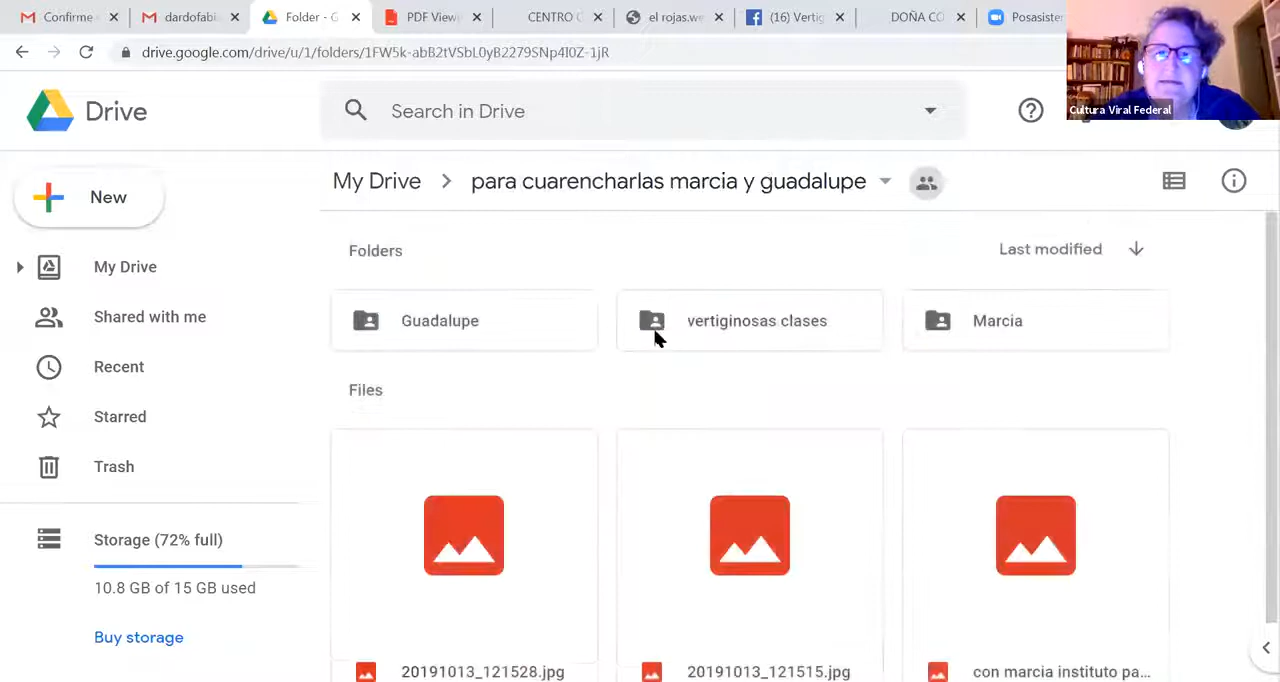 Confirme
dardofabi
Folder - G
PDF View
CENTRO C
el rojas.we
(16) Vertig
DOÑA CO
Posasister
drive.google.com/drive/u/1/folders/1FW5k-abB2tVSbL0yB2279SNp4I0Z-1jR
Cultura Viral Federal
Drive
Search in Drive
My Drive > para cuarencharlas marcia y guadalupe
New
My Drive
Shared with me
Recent
Starred
Trash
Storage (72% full)
10.8 GB of 15 GB used
Buy storage
Folders
Last modified
Guadalupe
vertiginosas clases
Marcia
Files
20191013_121528.jpg
20191013_121515.jpg
con marcia instituto pa...